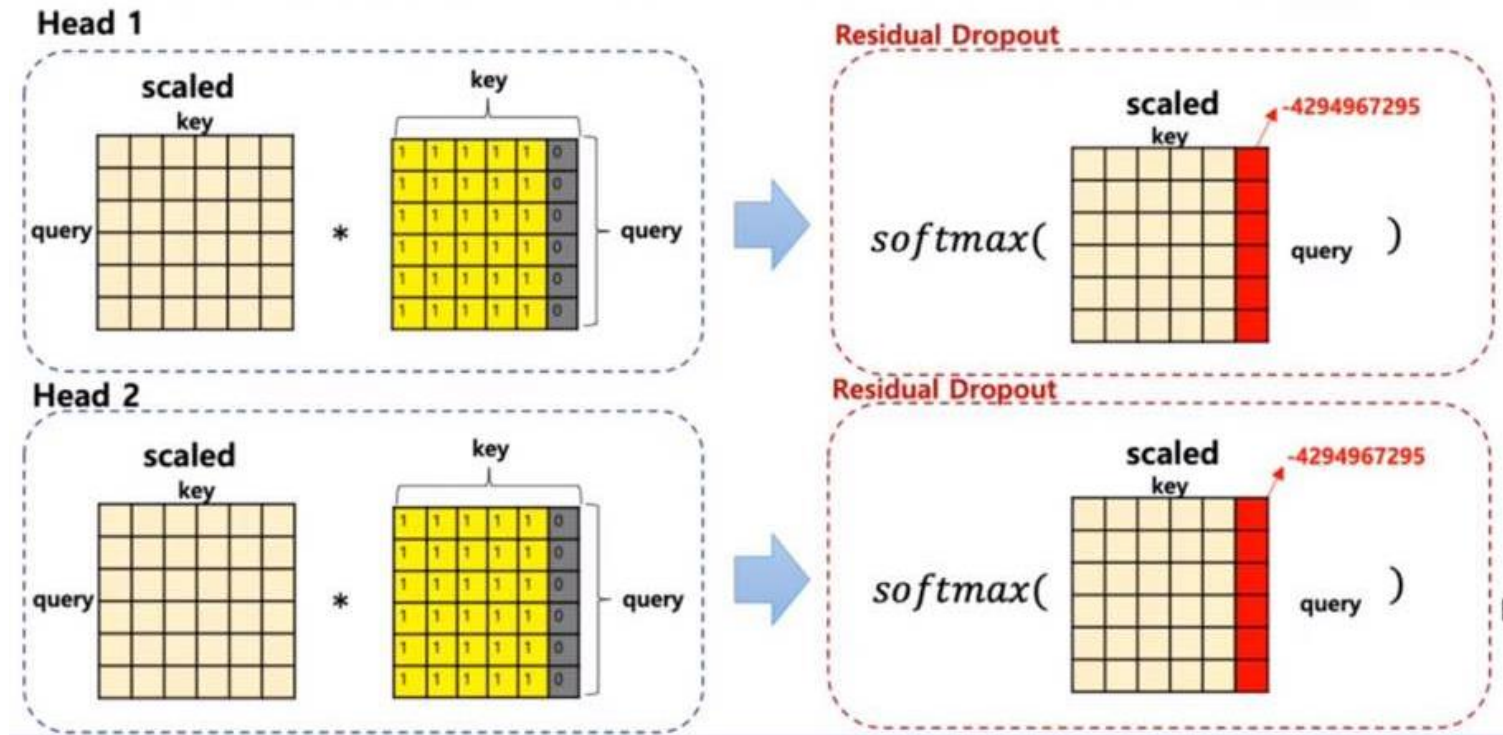 Head 1
scaled
key
query
*
key
1 1 1 1 1 0
1 1 1 1 1 0
1 1 1 1 1 0
1 1 1 1 1 0
1 1 1 1 1 0
1 1 1 1 1 0
query
Residual Dropout
-4294967295
scaled
key
softmax(
query
)
Head 2
scaled
key
query
*
key
1 1 1 1 1 0
1 1 1 1 1 0
1 1 1 1 1 0
1 1 1 1 1 0
1 1 1 1 1 0
1 1 1 1 1 0
query
Residual Dropout
-4294967295
scaled
key
softmax(
query
)